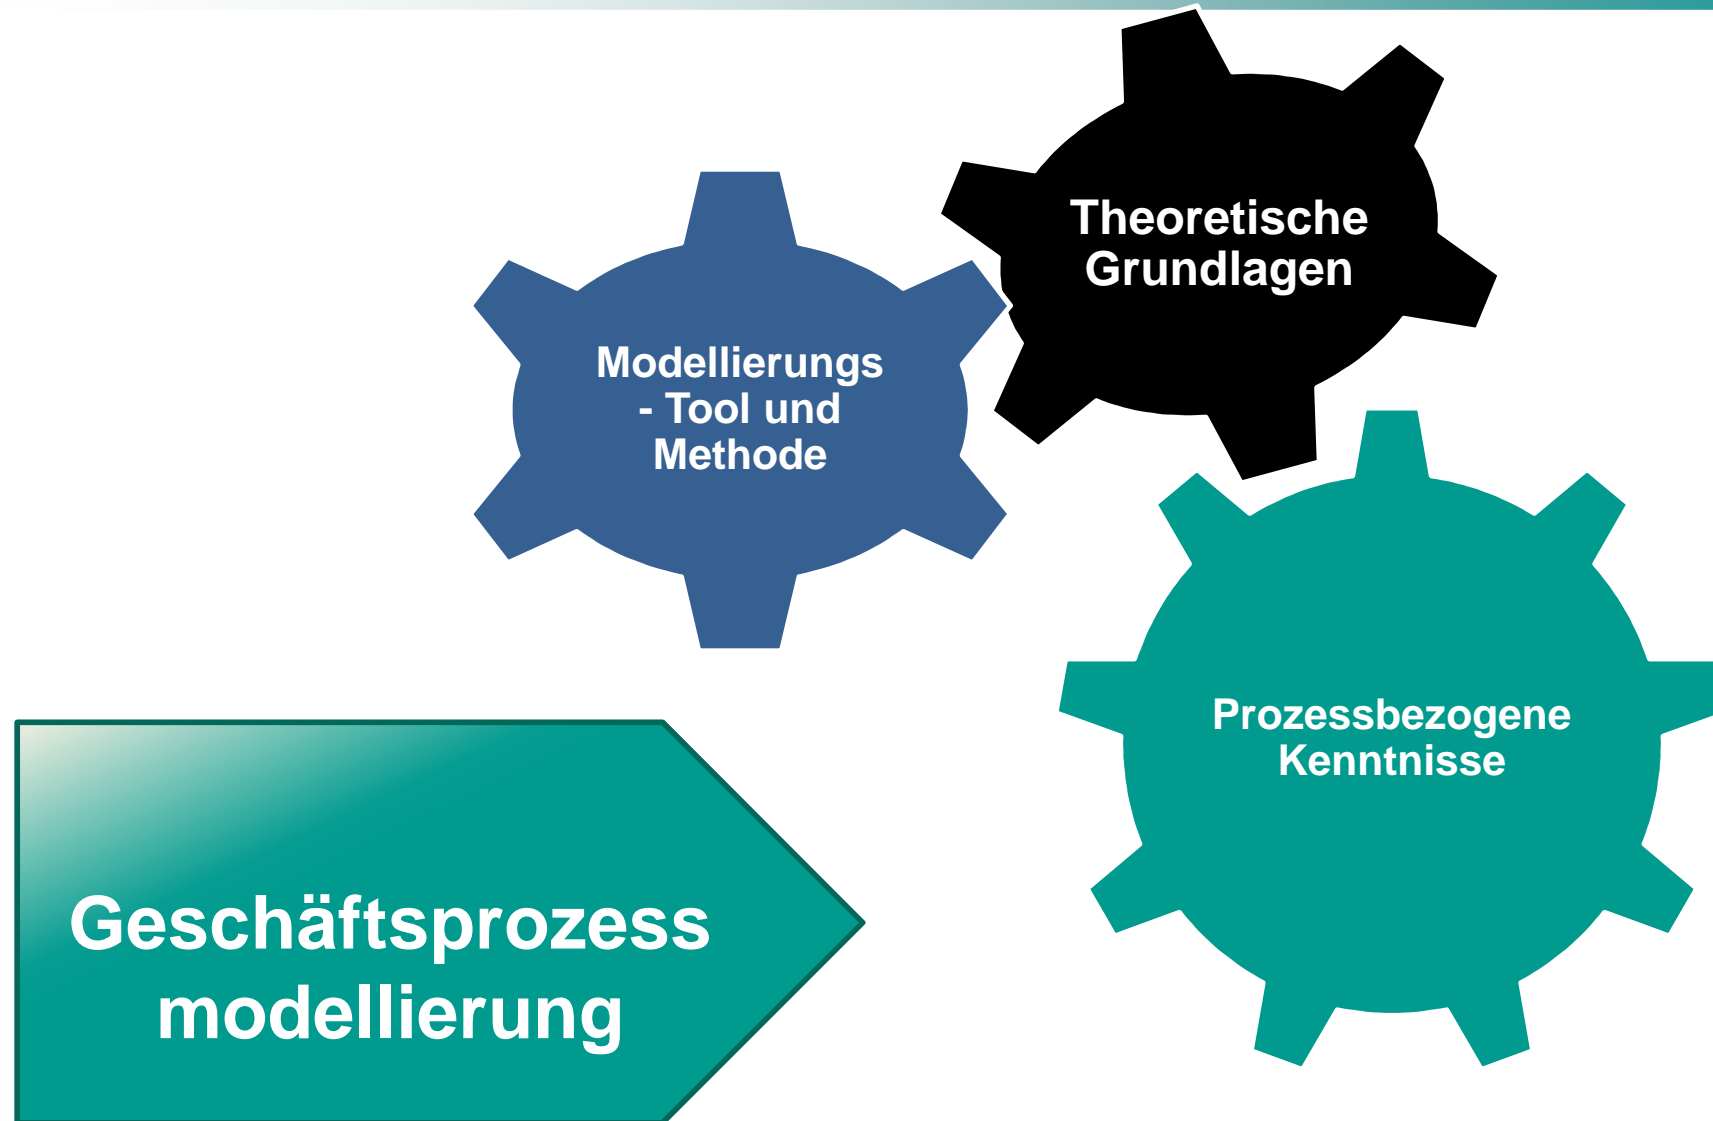 Theoretische
Grundlagen
Modellierungs
- Tool und
Methode
Prozessbezogene
Kenntnisse
Geschäftsprozess
modellierung